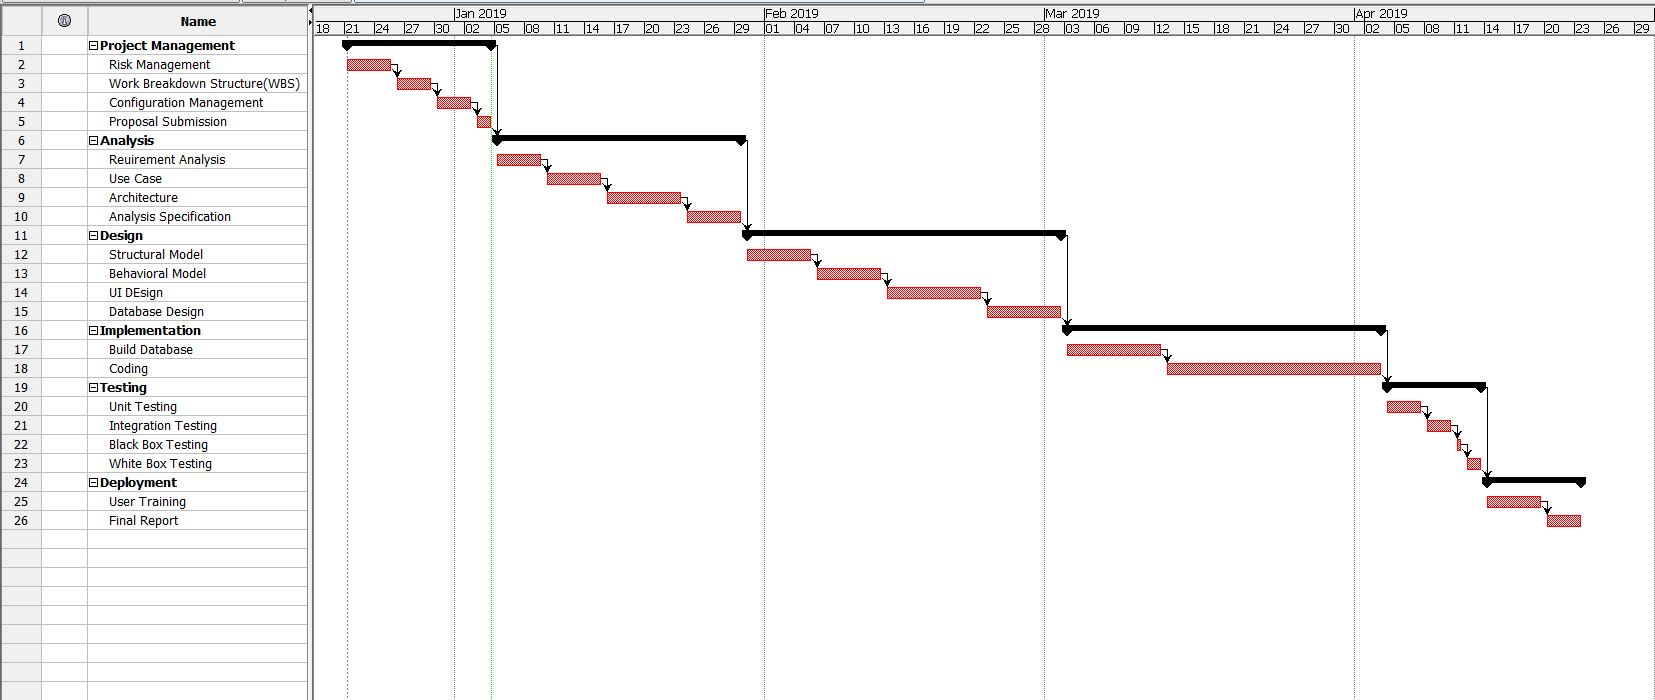 Jan 2019 Feb 2019 Mar 2019 Apr 2019
Name 18 21 24 27 30 02 05 08 11 14 17 20 23 26 29 01 04 07 10 13 16 19 22 25 28 03 06 09 12 15 18 21 24 27 30 02 05 08 11 14 17 20 23 26 29
1 Project Management
2 Risk Management
3 Work Breakdown Structure(WBS)
4 Configuration Management
5 Proposal Submission
6 Analysis
7 Reuirement Analysis
8 Use Case
9 Architecture
10 Analysis Specification
11 Design
12 Structural Model
13 Behavioral Model
14 UI DEsign
15 Database Design
16 Implementation
17 Build Database
18 Coding
19 Testing
20 Unit Testing
21 Integration Testing
22 Black Box Testing
23 White Box Testing
24 Deployment
25 User Training
26 Final Report